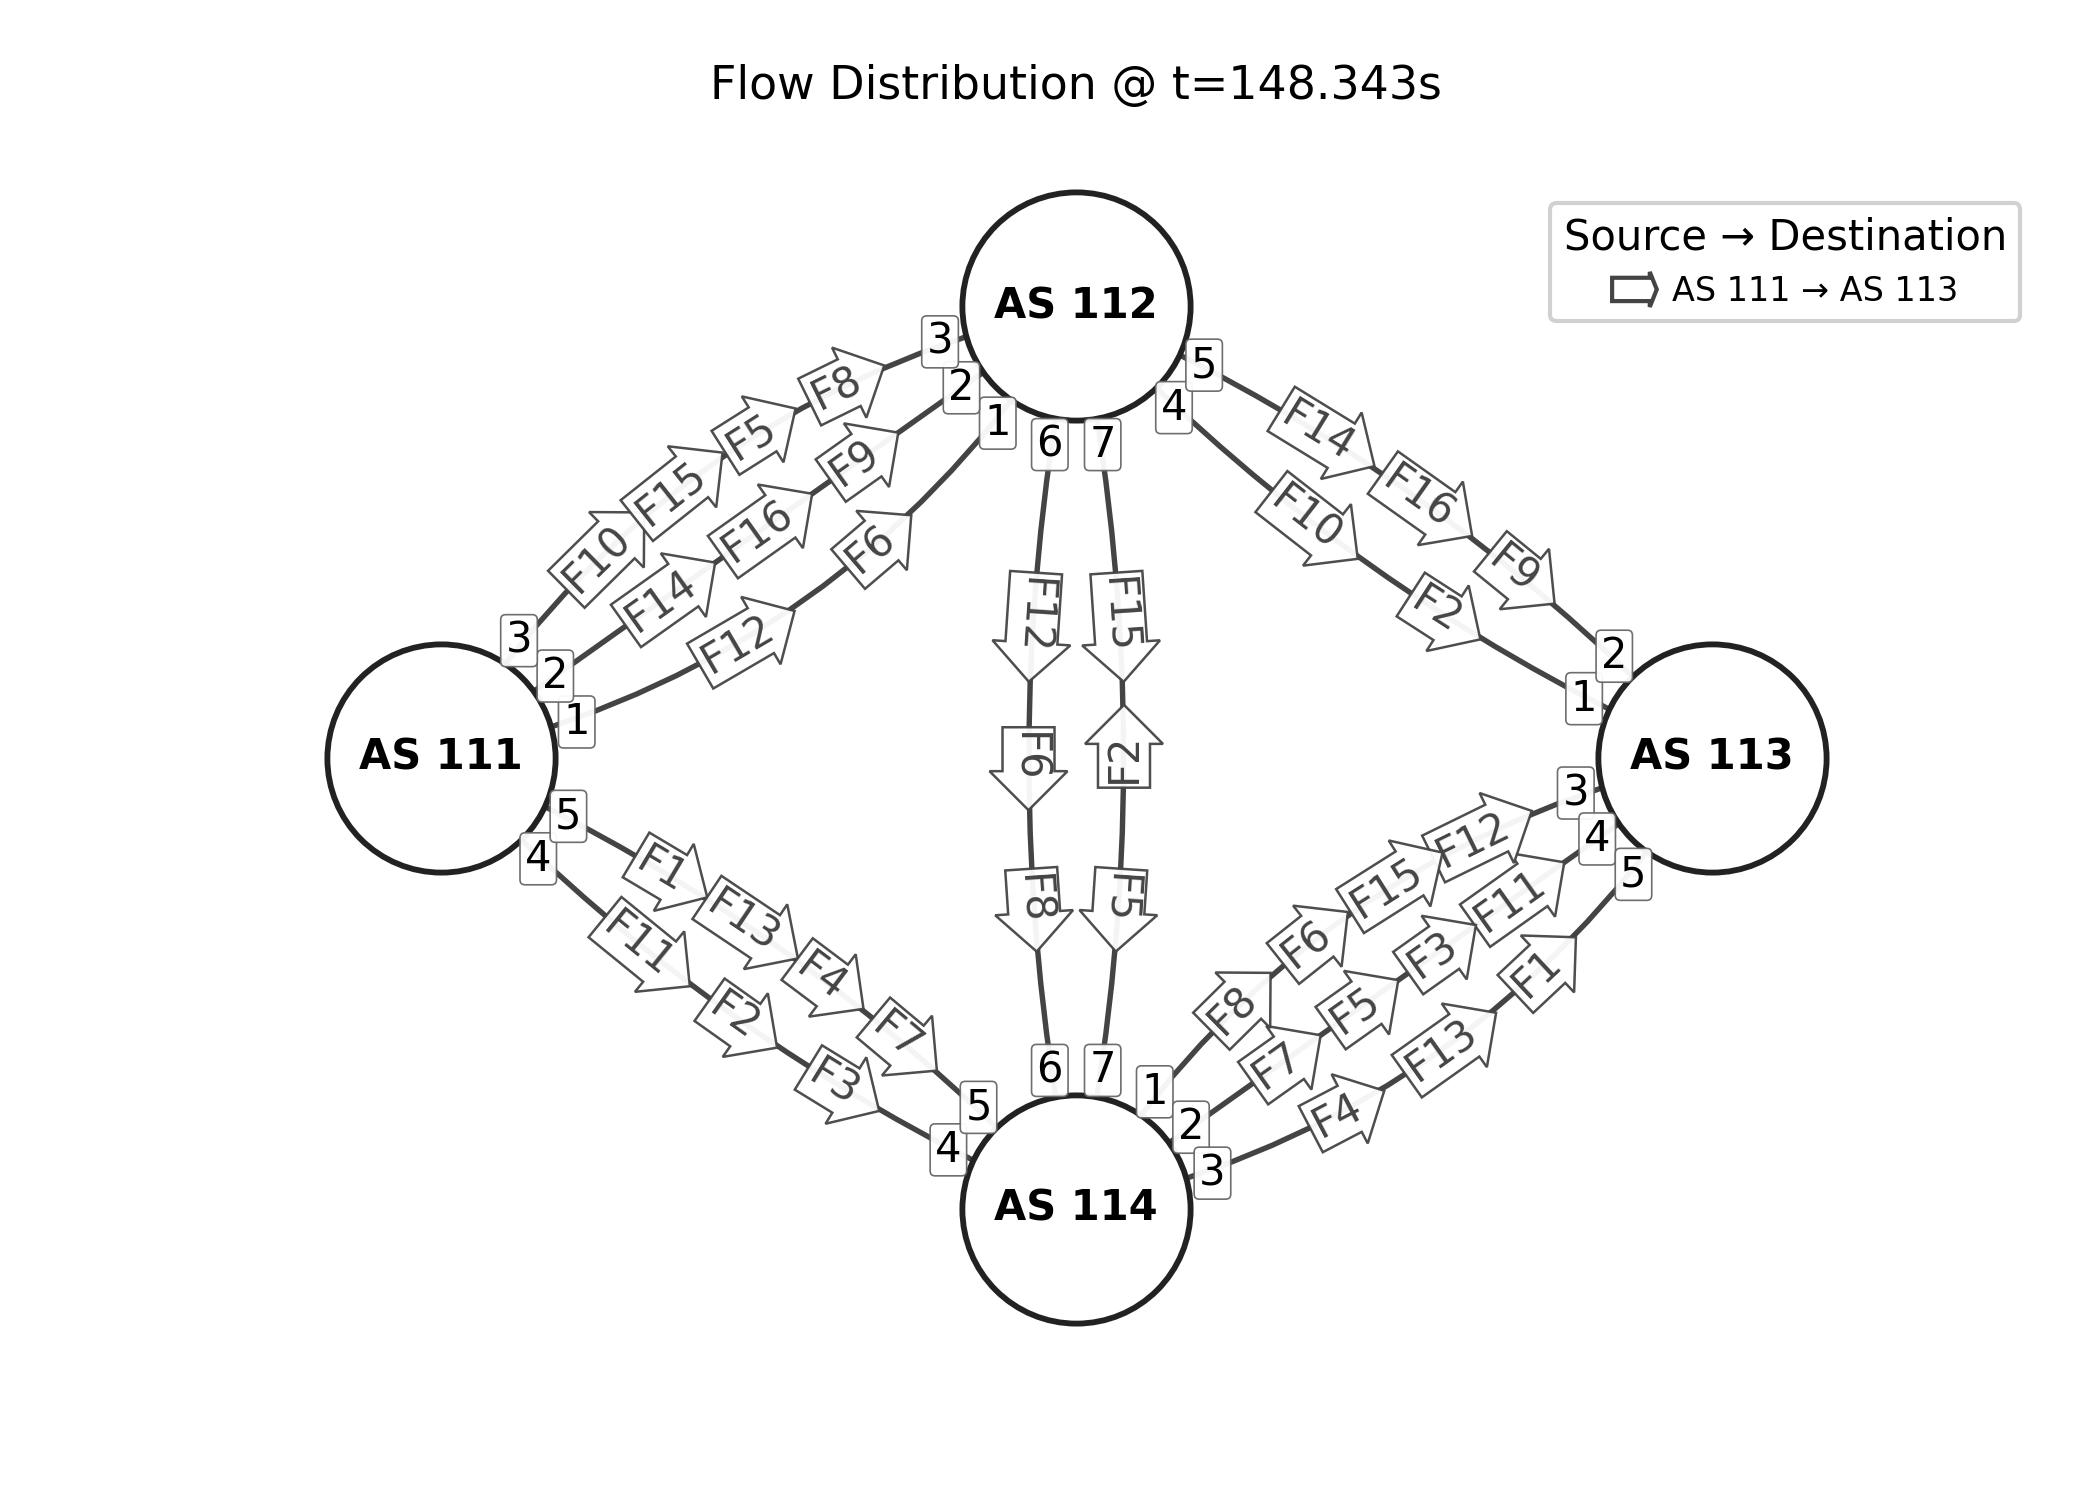 Flow Distribution @ t=148.343s
Source → Destination
AS 111 → AS 113
AS 112
3
2
1
6
7
4
5
F8
F5
F15
F10
F9
F16
F14
F6
F12
F14
F16
F9
F10
F2
F12
F6
F8
F15
F2
F5
3
2
1
AS 111
5
4
2
1
AS 113
3
4
5
F1
F13
F4
F7
F11
F2
F3
F12
F15
F6
F8
F11
F3
F5
F7
F1
F13
F4
5
4
6
7
1
2
3
AS 114